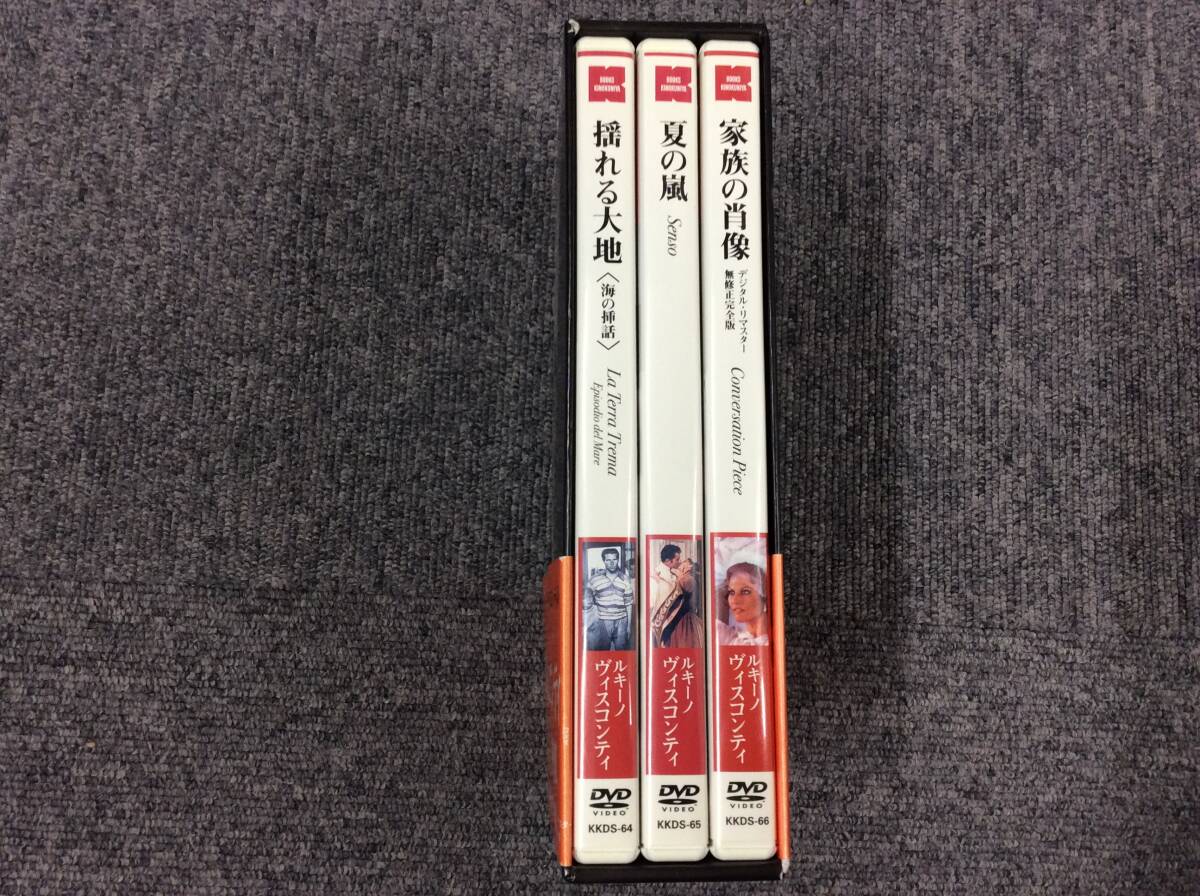 BOOKS
KINOKUNIYA
揺れる大地
〈海の挿話〉
La Terra Trema
Episodio del Mare
ルキーノ
ヴィスコンティ
DVD
VIDEO
KKDS-64
BOOKS
KINOKUNIYA
夏の嵐
Senso
ルキーノ
ヴィスコンティ
DVD
VIDEO
KKDS-65
BOOKS
KINOKUNIYA
家族の肖像
デジタル・リマスター
無修正完全版
Conversation Piece
ルキーノ
ヴィスコンティ
DVD
VIDEO
KKDS-66